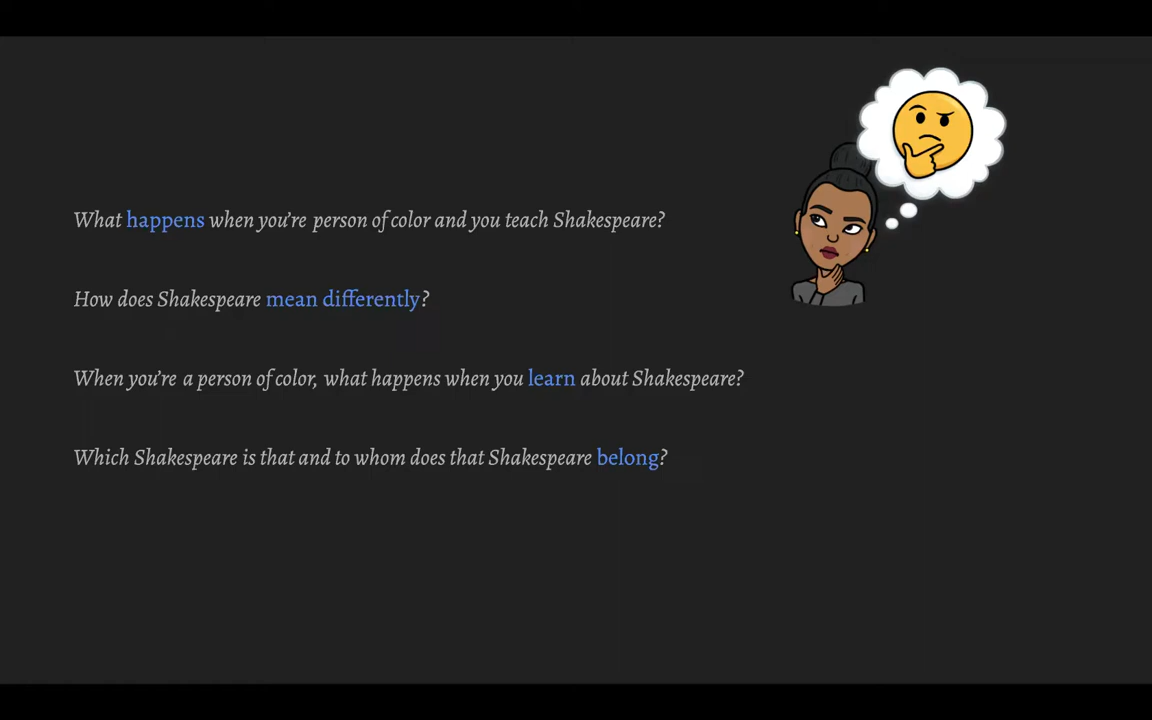 What happens when you're person of color and you teach Shakespeare?
How does Shakespeare mean differently?
When you're a person of color, what happens when you learn about Shakespeare?
Which Shakespeare is that and to whom does that Shakespeare belong?